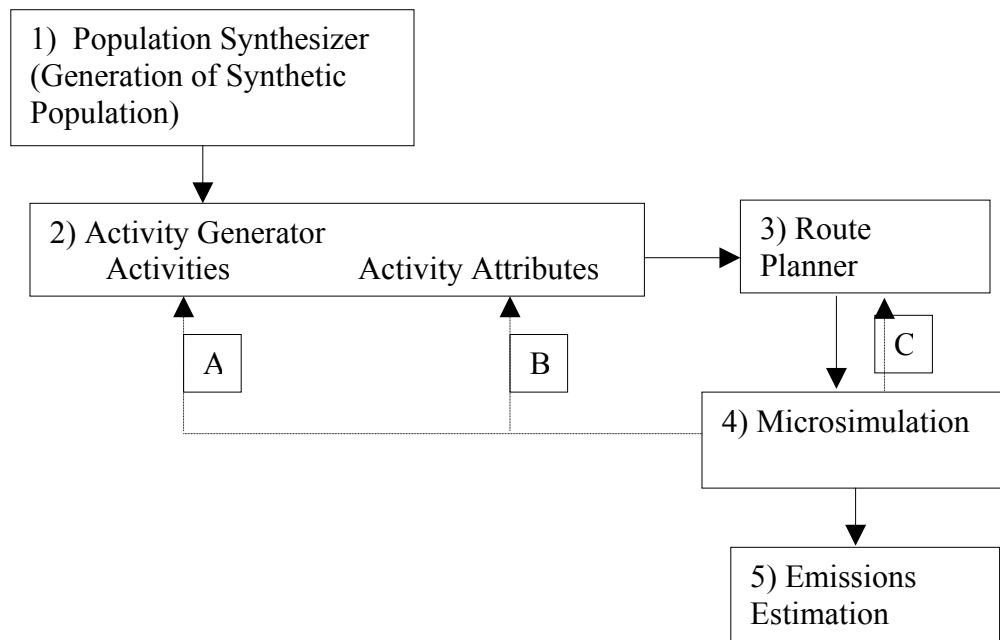 1) Population Synthesizer
(Generation of Synthetic
Population)
2) Activity Generator
Activities
Activity Attributes
3) Route
Planner
A
B
C
4) Microsimulation
5) Emissions
Estimation